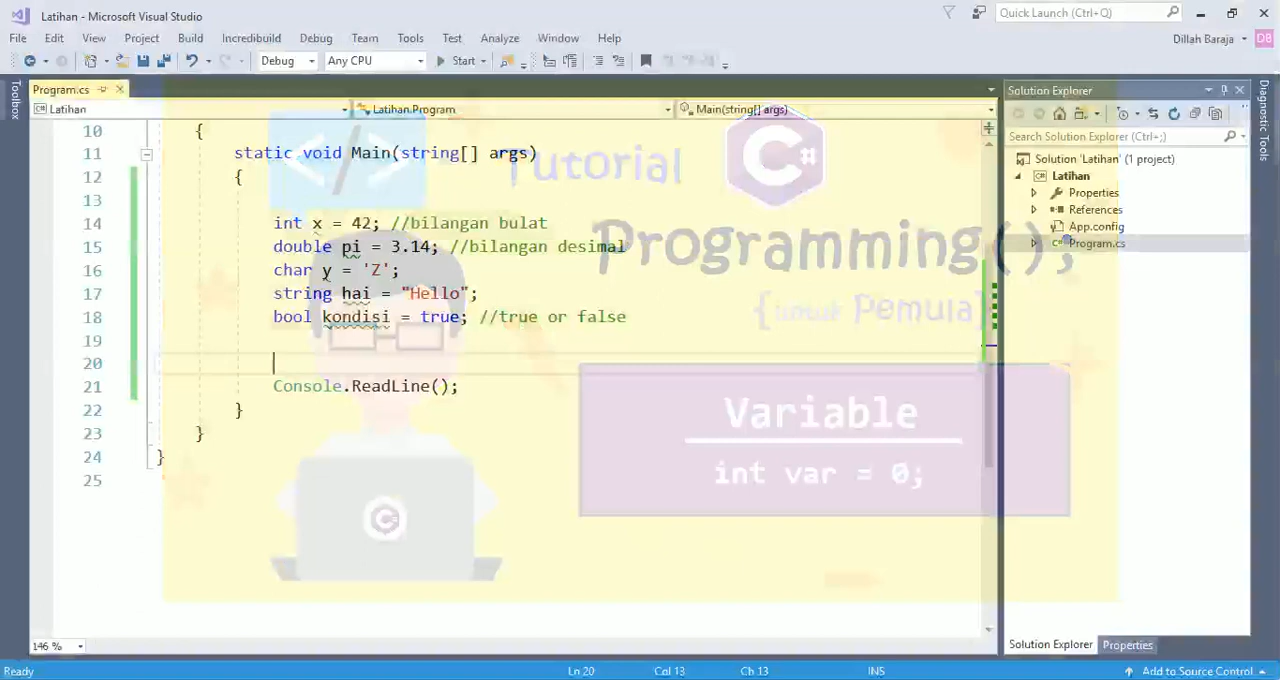 Latihan - Microsoft Visual Studio
Quick Launch (Ctrl+Q)
File Edit View Project Build Incredibuild Debug Team Tools Test Analyze Window Help
Dillah Baraja
DB
Debug Any CPU Start
Toolbox
Program.cs
Latihan
Latihan.Program
Main(string[] args)
10 {
11 static void Main(string[] args)
12 {
13
14 int x = 42; //bilangan bulat
15 double pi = 3.14; //bilangan desimal
16 char y = 'Z';
17 string hai = "Hello";
18 bool kondisi = true; //true or false
19
20
21 Console.ReadLine();
22 }
23 }
24 }
25
</>
Tutorial
C#
Programming();
{untuk Pemula}
Variable
int var = 0;
C
Solution Explorer
Search Solution Explorer (Ctrl+;)
Solution 'Latihan' (1 project)
Latihan
Properties
References
App.config
Program.cs
Diagnostic Tools
Solution Explorer Properties
146 %
Ready
Ln 20 Col 13 Ch 13 INS
Add to Source Control